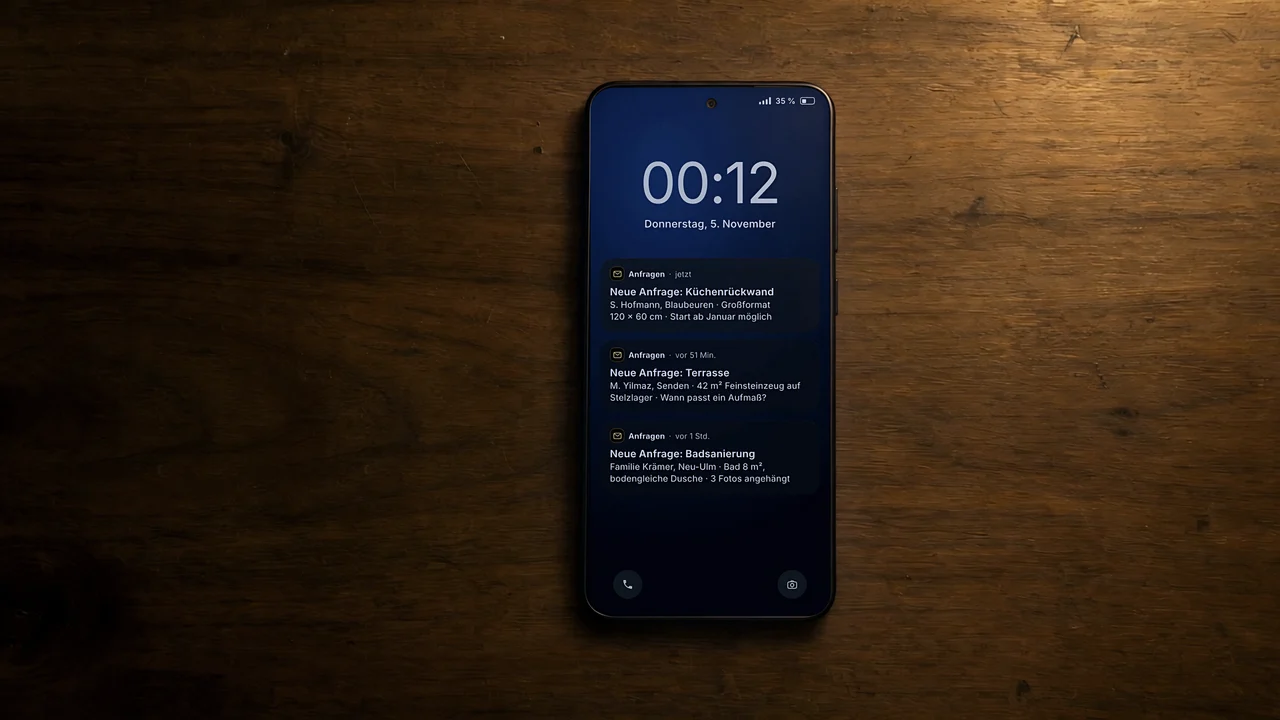 35 %
00:12
Donnerstag, 5. November
Anfragen · jetzt
Neue Anfrage: Küchenrückwand
S. Hofmann, Blaubeuren · Großformat
120 × 60 cm · Start ab Januar möglich
Anfragen · vor 51 Min.
Neue Anfrage: Terrasse
M. Yilmaz, Senden · 42 m² Feinsteinzeug auf
Stelzlager · Wann passt ein Aufmaß?
Anfragen · vor 1 Std.
Neue Anfrage: Badsanierung
Familie Krämer, Neu-Ulm · Bad 8 m²,
bodengleiche Dusche · 3 Fotos angehängt